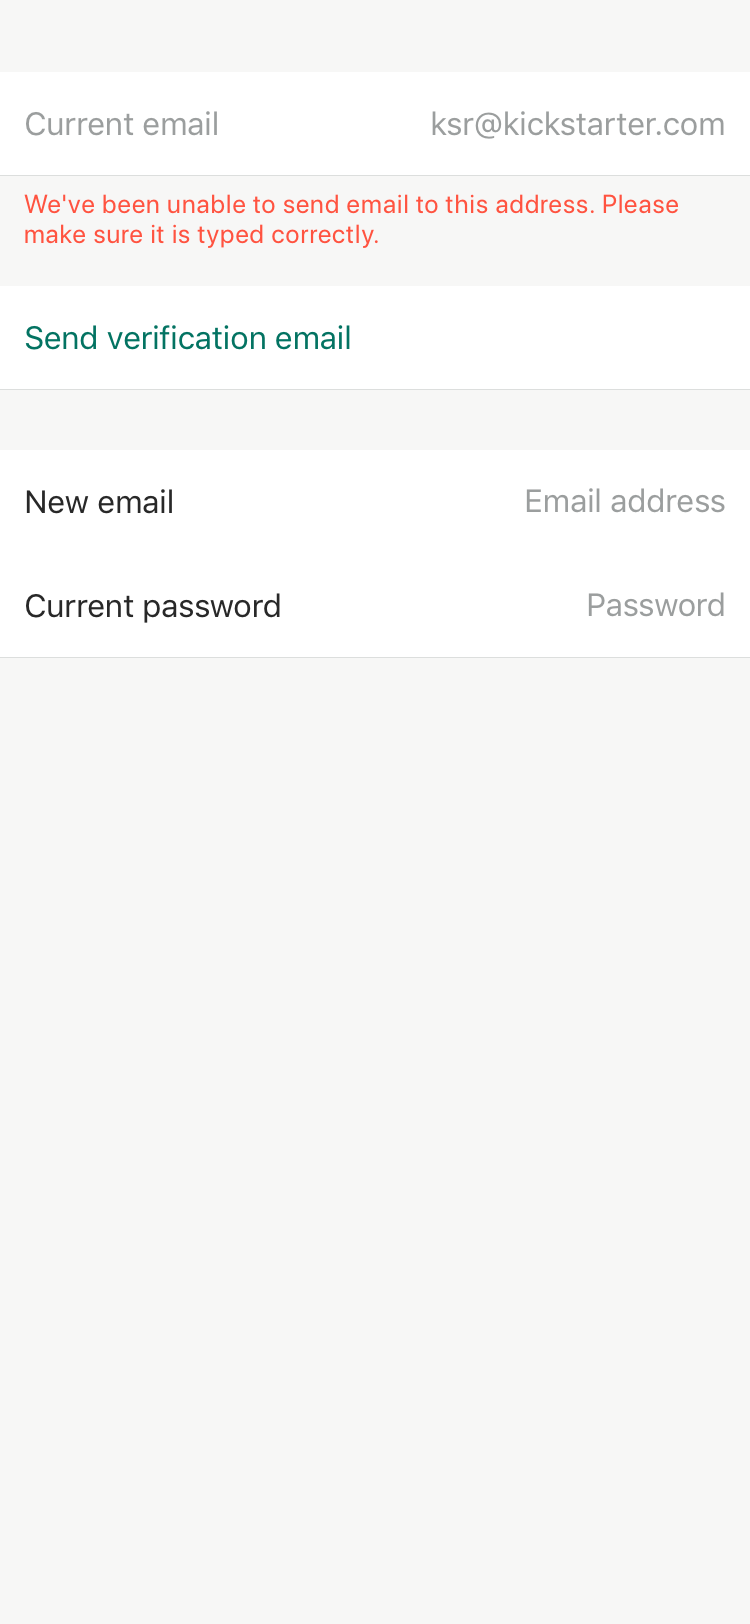 Current email ksr@kickstarter.com
We've been unable to send email to this address. Please
make sure it is typed correctly.
Send verification email
New email Email address
Current password Password